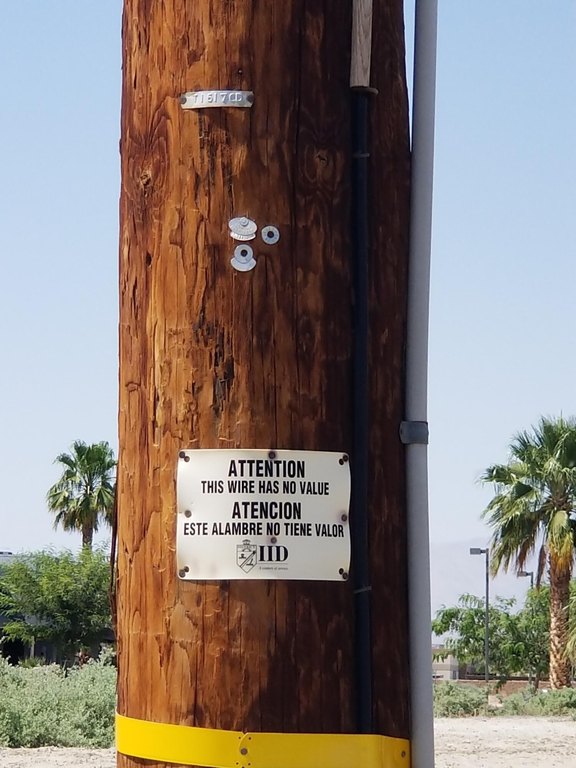 ATTENTION
THIS WIRE HAS NO VALUE
ATENCION
ESTE ALAMBRE NO TIENE VALOR
IID